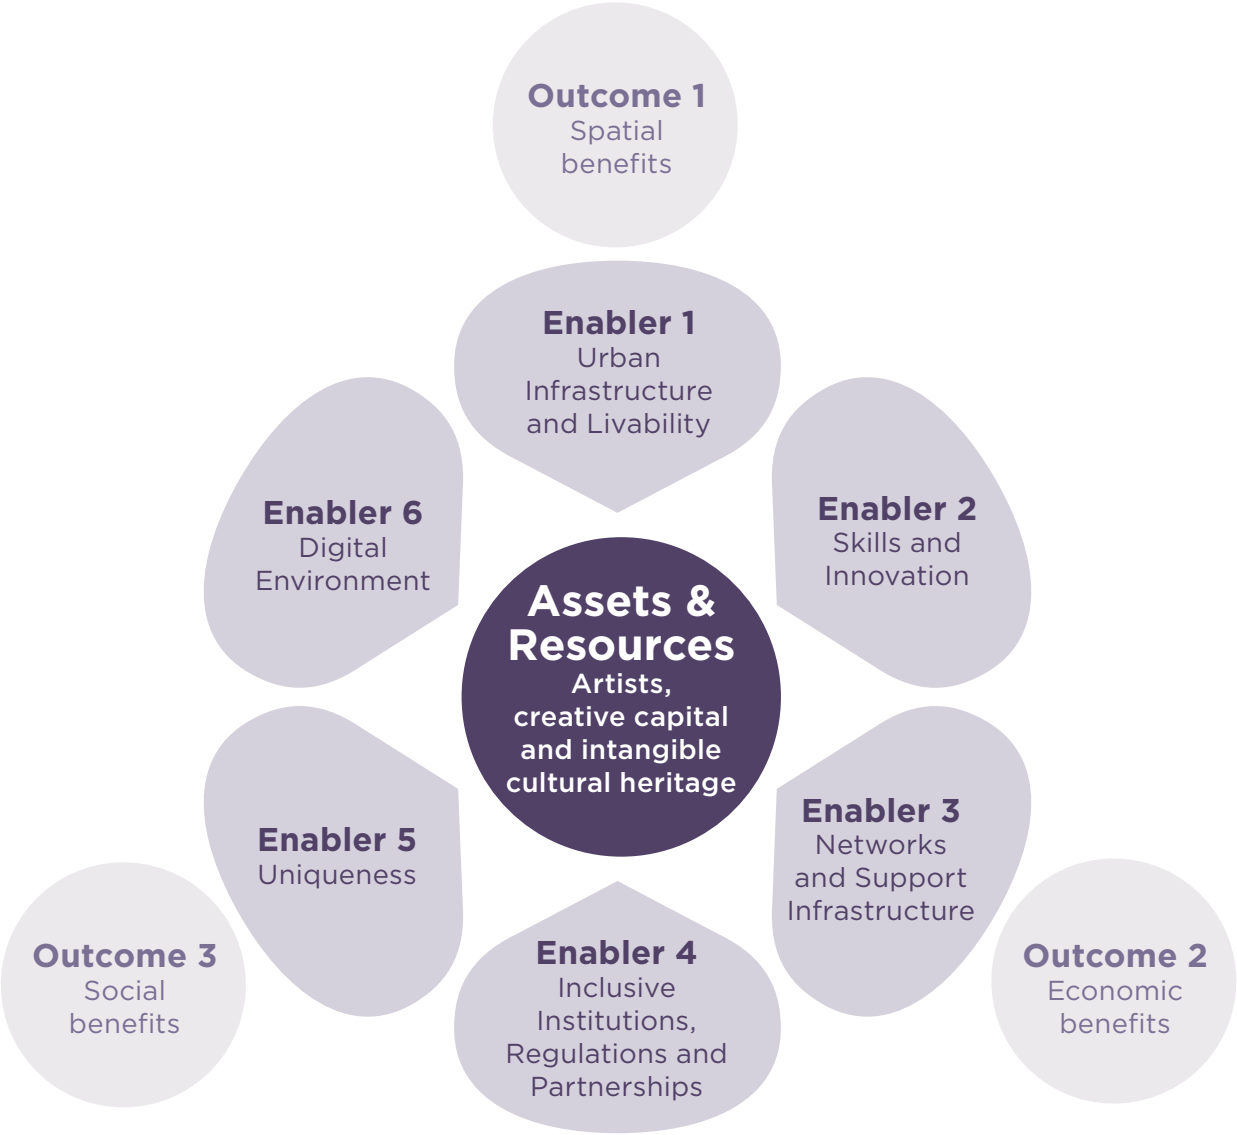 Outcome 1
Spatial
benefits
Enabler 1
Urban
Infrastructure
and Livability
Enabler 2
Skills and
Innovation
Enabler 6
Digital
Environment
Assets &
Resources
Artists,
creative capital
and intangible
cultural heritage
Enabler 3
Networks
and Support
Infrastructure
Enabler 5
Uniqueness
Enabler 4
Inclusive
Institutions,
Regulations and
Partnerships
Outcome 3
Social
benefits
Outcome 2
Economic
benefits